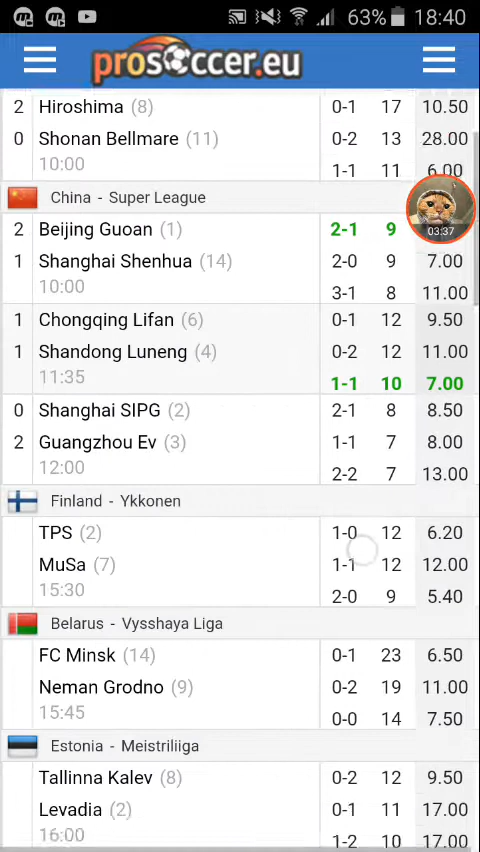 63% 18:40
prosoccer.eu
2 Hiroshima (8) 0-1 17 10.50
0 Shonan Bellmare (11) 0-2 13 28.00
10:00 1-1 11 6.00
China - Super League
03:37
2 Beijing Guoan (1) 2-1 9
1 Shanghai Shenhua (14) 2-0 9 7.00
10:00 3-1 8 11.00
1 Chongqing Lifan (6) 0-1 12 9.50
1 Shandong Luneng (4) 0-2 12 11.00
11:35 1-1 10 7.00
0 Shanghai SIPG (2) 2-1 8 8.50
2 Guangzhou Ev (3) 1-1 7 8.00
12:00 2-2 7 13.00
Finland - Ykkonen
TPS (2) 1-0 12 6.20
MuSa (7) 1-1 12 12.00
15:30 2-0 9 5.40
Belarus - Vysshaya Liga
FC Minsk (14) 0-1 23 6.50
Neman Grodno (9) 0-2 19 11.00
15:45 0-0 14 7.50
Estonia - Meistriliiga
Tallinna Kalev (8) 0-2 12 9.50
Levadia (2) 0-1 11 17.00
16:00 1-2 10 17.00